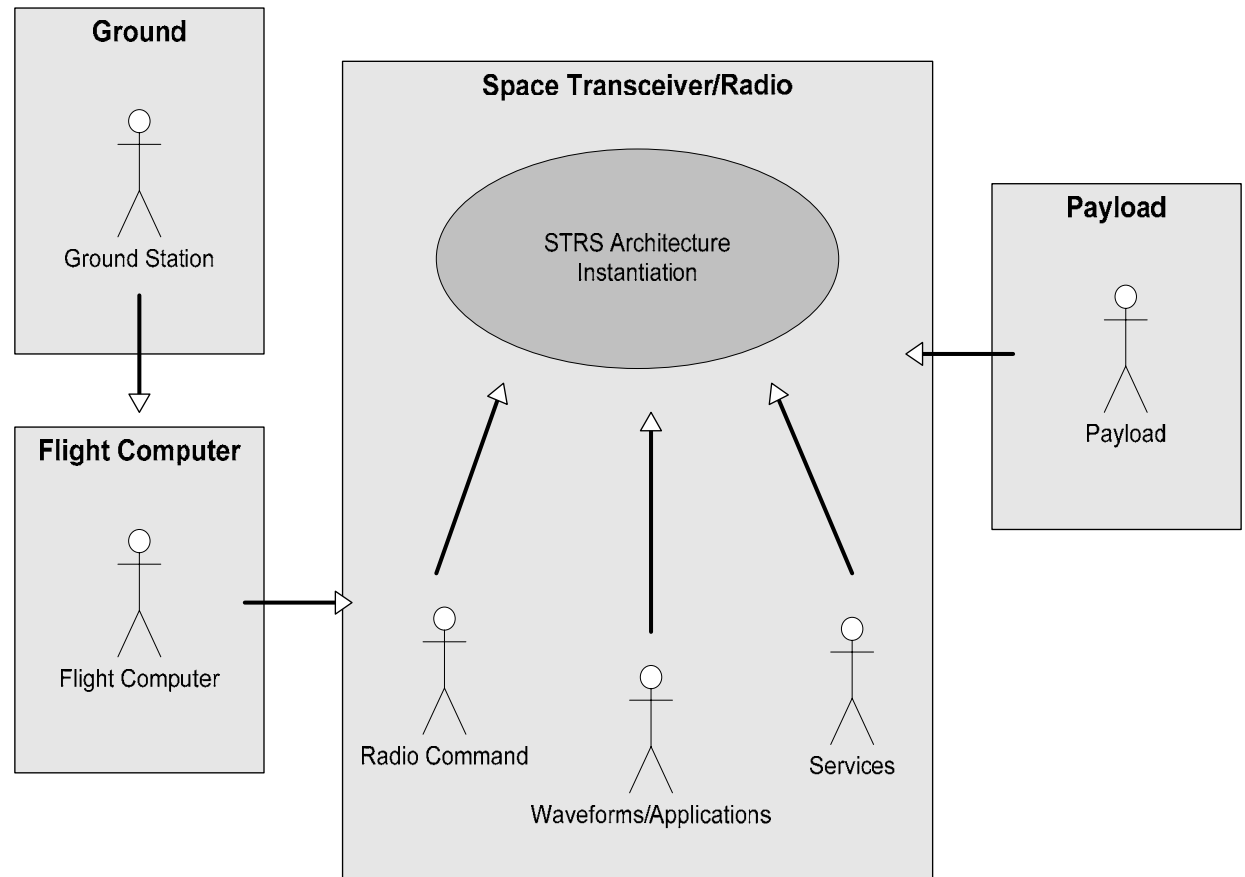 Ground
Ground Station
Flight Computer
Flight Computer
Space Transceiver/Radio
STRS Architecture
Instantiation
Radio Command
Waveforms/Applications
Services
Payload
Payload